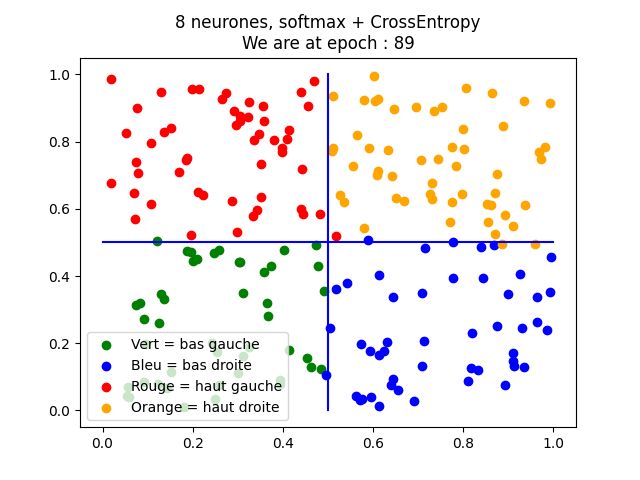 8 neurones, softmax + CrossEntropy
We are at epoch : 89
1.0
0.8
0.6
0.4
0.2
0.0
Vert = bas gauche
Bleu = bas droite
Rouge = haut gauche
Orange = haut droite
0.0 0.2 0.4 0.6 0.8 1.0